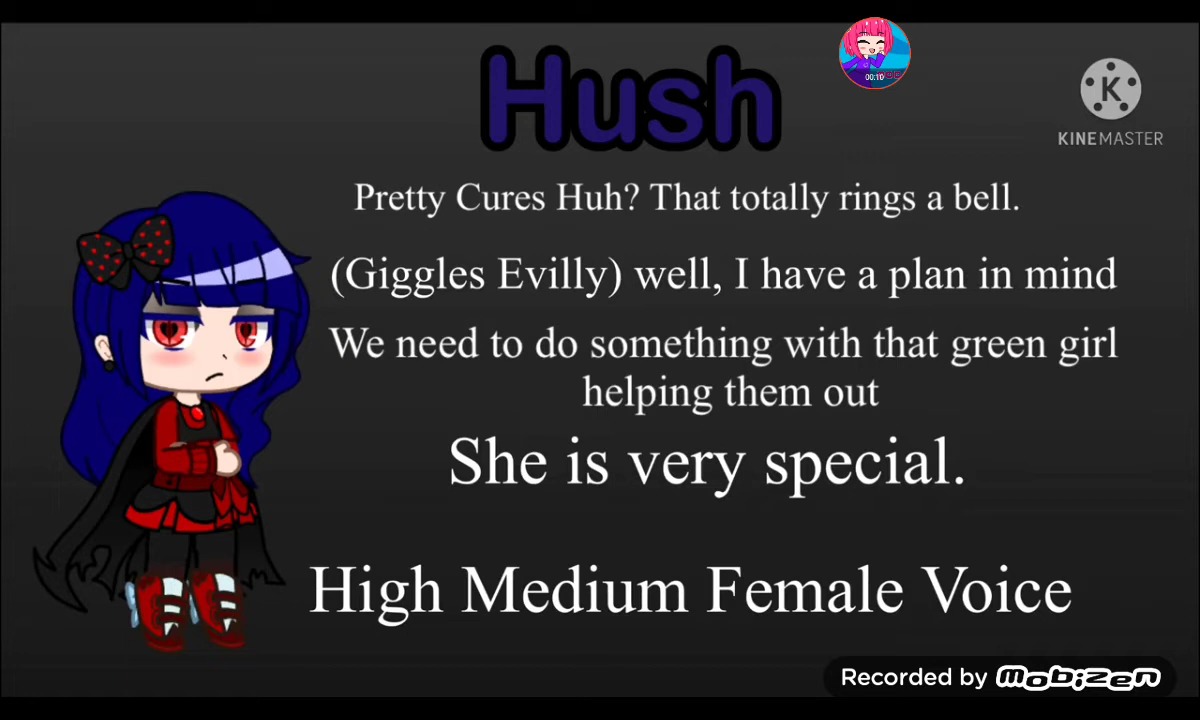 Hush
00:10
KINEMASTER
Pretty Cures Huh? That totally rings a bell.
(Giggles Evilly) well, I have a plan in mind
We need to do something with that green girl
helping them out
She is very special.
High Medium Female Voice
Recorded by mobizen